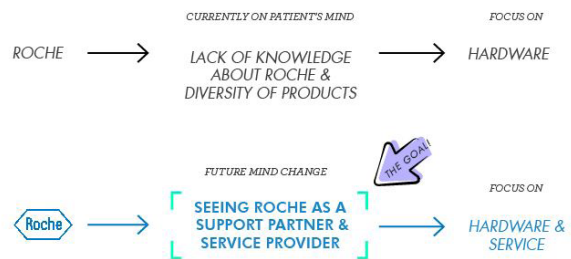 CURRENTLY ON PATIENT'S MIND
FOCUS ON
ROCHE
LACK OF KNOWLEDGE
ABOUT ROCHE &
DIVERSITY OF PRODUCTS
HARDWARE
THE GOAL!
FUTURE MIND CHANGE
FOCUS ON
Roche
SEEING ROCHE AS A
SUPPORT PARTNER &
SERVICE PROVIDER
HARDWARE &
SERVICE